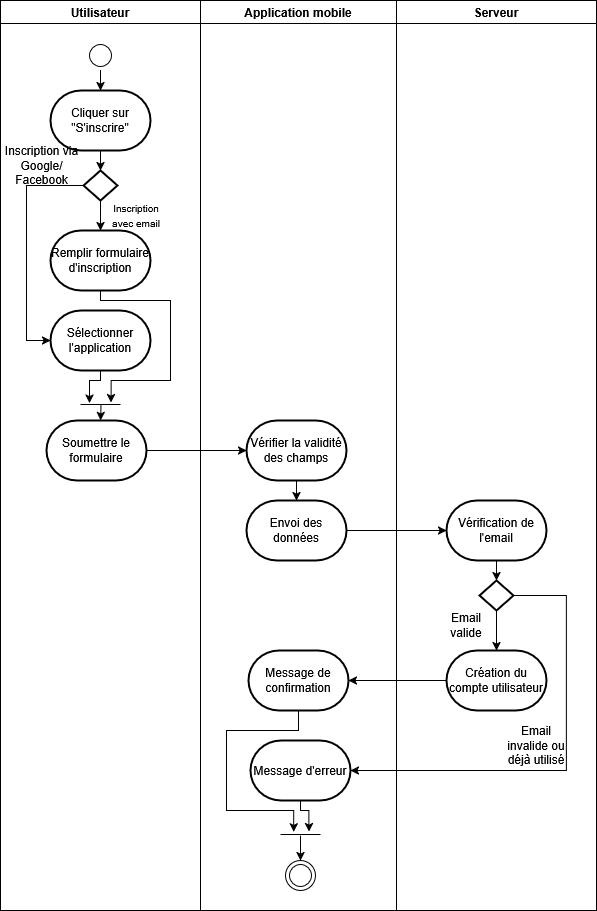 Utilisateur
Application mobile
Serveur
Cliquer sur
"S'inscrire"
Inscription via
Google/
Facebook
Inscription
avec email
Remplir formulaire
d'inscription
Sélectionner
l'application
Soumettre le
formulaire
Vérifier la validité
des champs
Envoi des
données
Vérification de
l'email
Email
valide
Création du
compte utilisateur
Message de
confirmation
Email
invalide ou
déjà utilisé
Message d'erreur